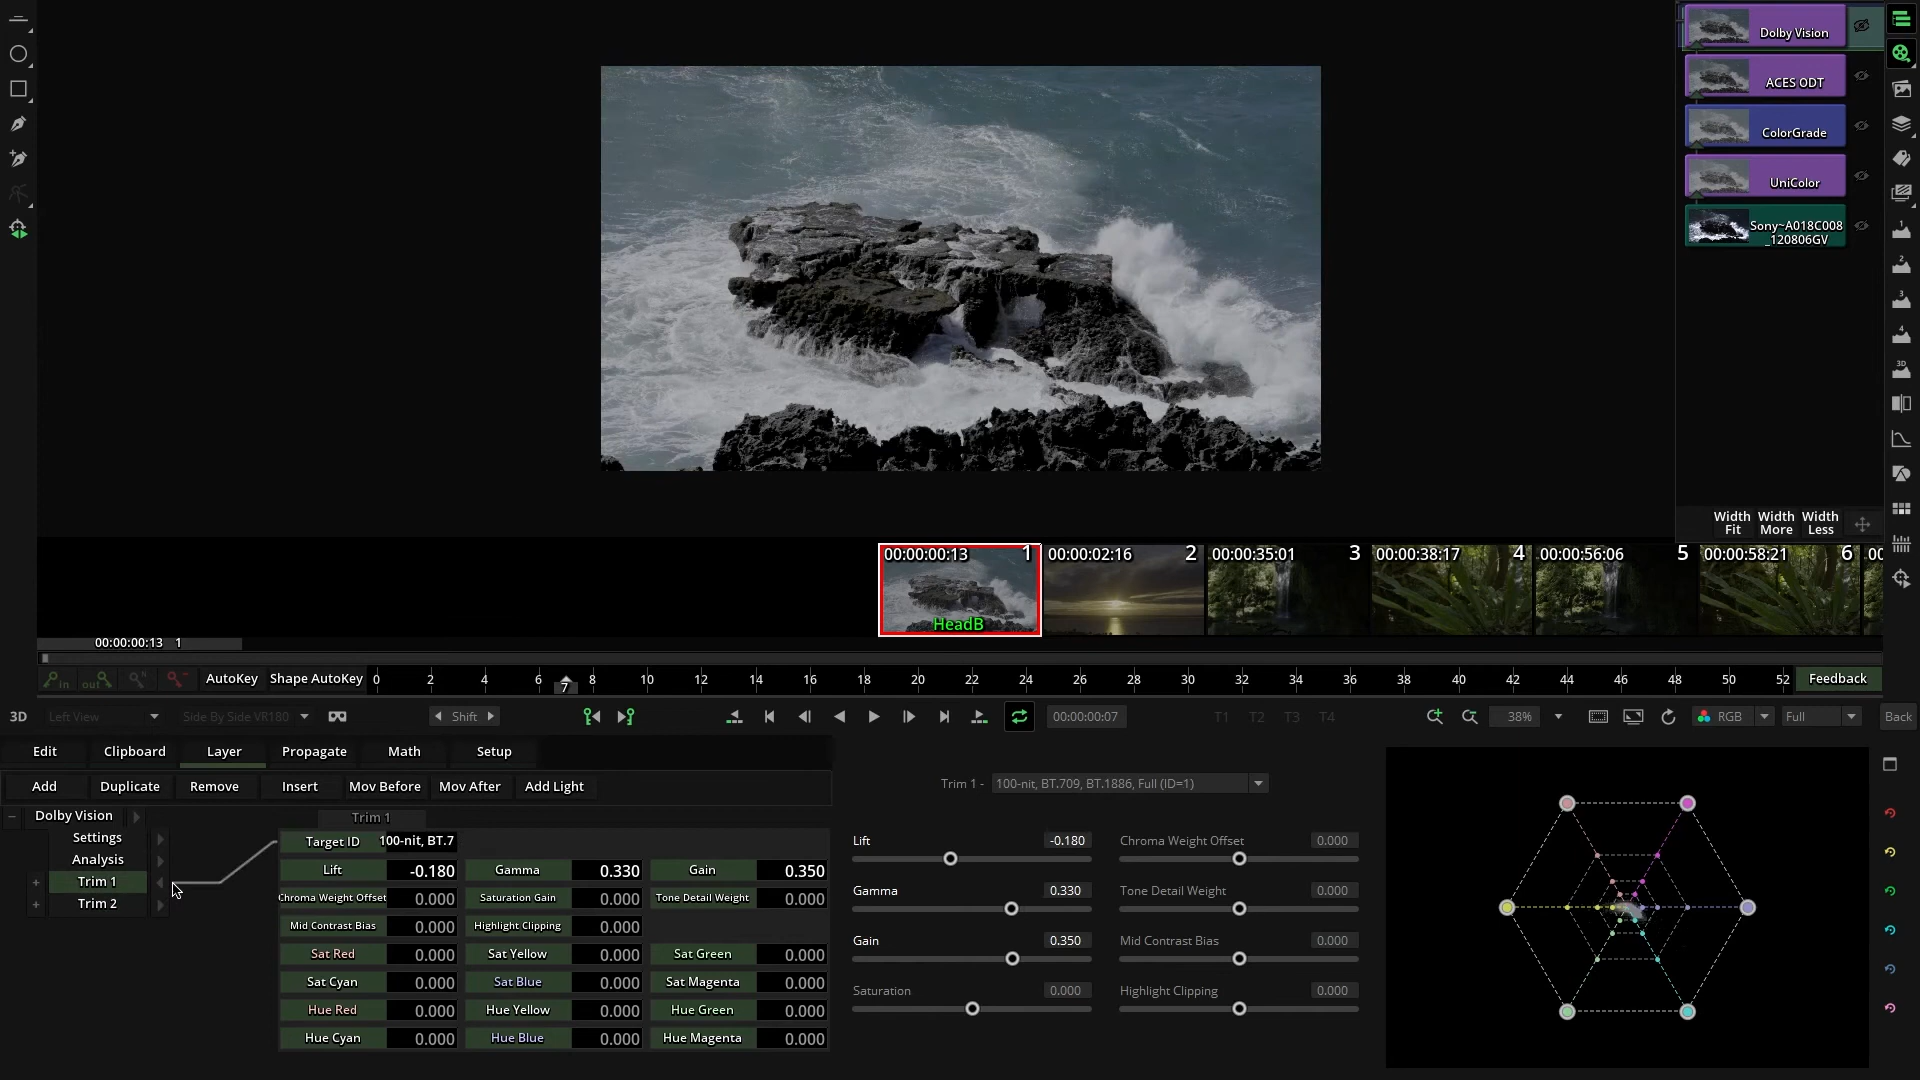 Dolby Vision
ACES ODT
ColorGrade
UniColor
Sony~A018C008
_120806GV
Width Fit
Width More
Width Less
00:00:00:13 1
HeadB
00:00:02:16 2
00:00:35:01 3
00:00:38:17 4
00:00:56:06 5
00:00:58:21 6
00
00:00:00:13 1
in
out
AutoKey
Shape AutoKey
0 2 4 6 7 8 10 12 14 16 18 20 22 24 26 28 30 32 34 36 38 40 42 44 46 48 50 52
Feedback
3D
Left View
Side By Side VR180
Shift
00:00:00:07
T1 T2 T3 T4
38%
RGB
Full
Back
1
2
3
4
3D
Edit Clipboard Layer Propagate Math Setup
Add Duplicate Remove Insert Mov Before Mov After Add Light
Dolby Vision
Settings
Analysis
+ Trim 1
+ Trim 2
Trim 1
Target ID 100-nit, BT.7
Lift -0.180 Gamma 0.330 Gain 0.350
Chroma Weight Offset 0.000 Saturation Gain 0.000 Tone Detail Weight 0.000
Mid Contrast Bias 0.000 Highlight Clipping 0.000
Sat Red 0.000 Sat Yellow 0.000 Sat Green 0.000
Sat Cyan 0.000 Sat Blue 0.000 Sat Magenta 0.000
Hue Red 0.000 Hue Yellow 0.000 Hue Green 0.000
Hue Cyan 0.000 Hue Blue 0.000 Hue Magenta 0.000
Trim 1 - 100-nit, BT.709, BT.1886, Full (ID=1)
Lift -0.180 Chroma Weight Offset 0.000
Gamma 0.330 Tone Detail Weight 0.000
Gain 0.350 Mid Contrast Bias 0.000
Saturation 0.000 Highlight Clipping 0.000